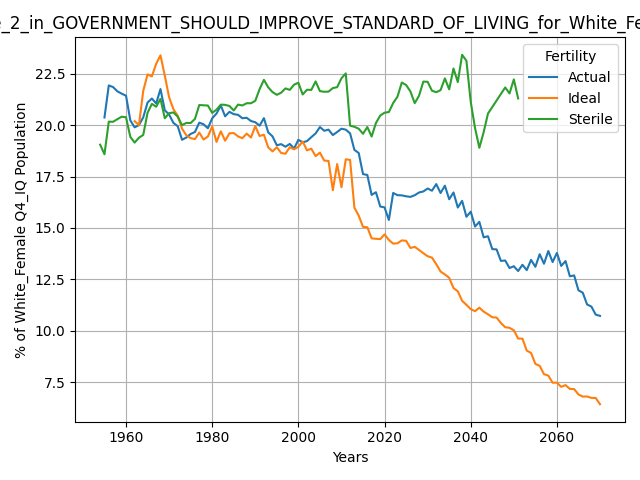 _2_in_GOVERNMENT_SHOULD_IMPROVE_STANDARD_OF_LIVING_for_White_Fe
Fertility
Actual
Ideal
Sterile
% of White_Female Q4_IQ Population
22.5
20.0
17.5
15.0
12.5
10.0
7.5
1960 1980 2000 2020 2040 2060
Years